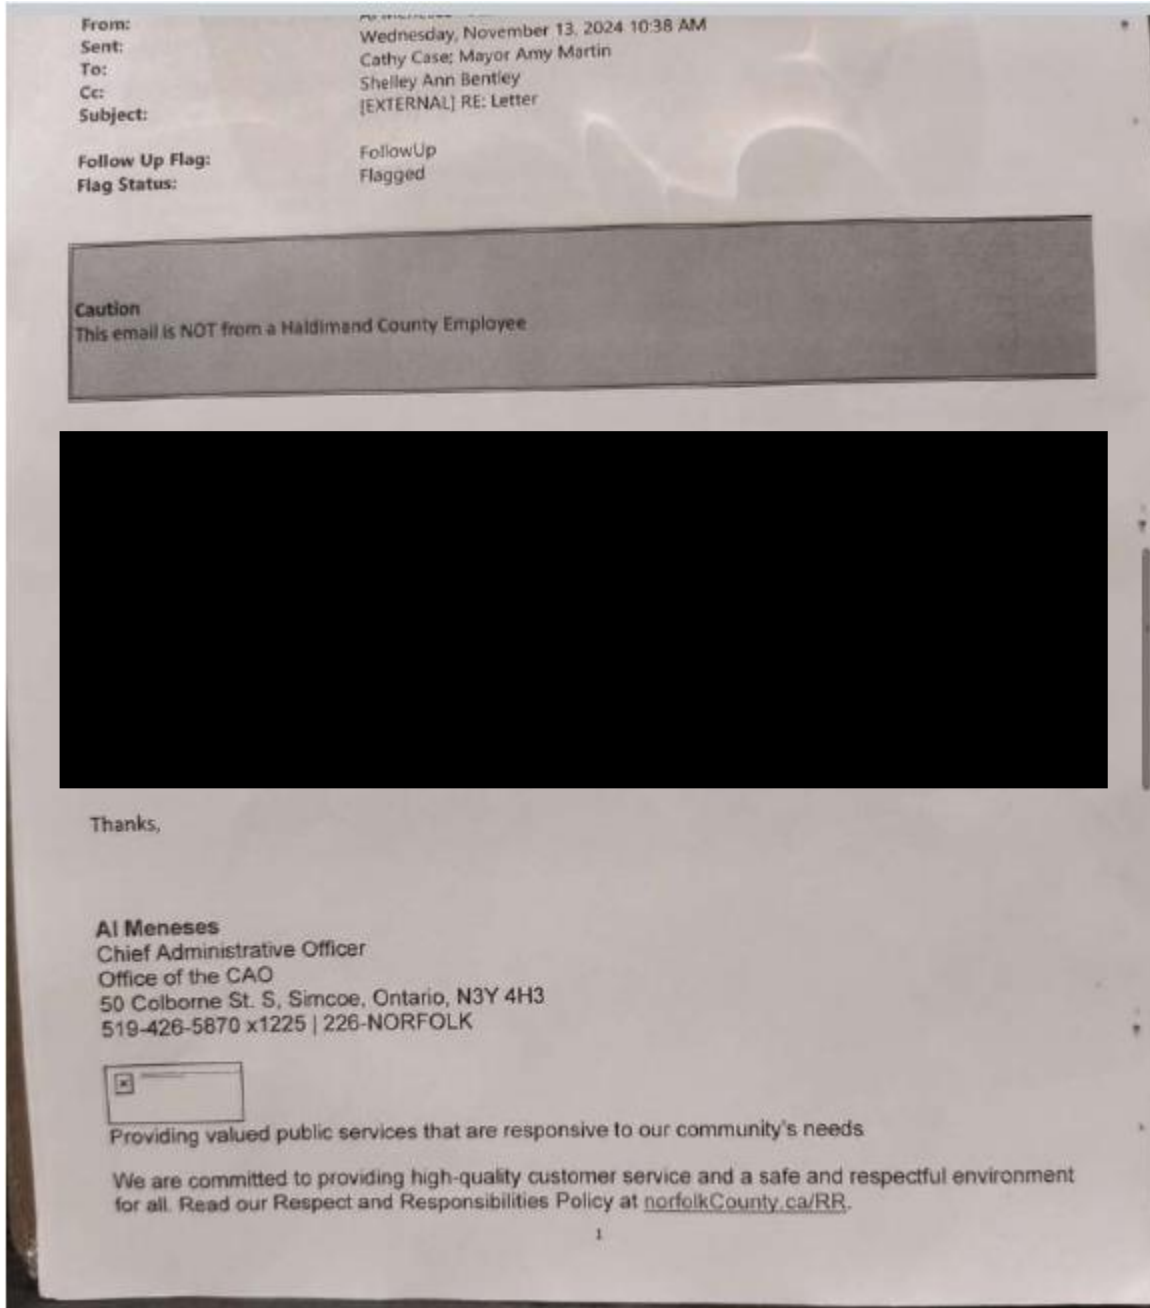 From:
Sent: Wednesday, November 13, 2024 10:38 AM
To: Cathy Case; Mayor Amy Martin
Cc: Shelley Ann Bentley
Subject: [EXTERNAL] RE: Letter
Follow Up Flag: FollowUp
Flag Status: Flagged
Caution
This email is NOT from a Haldimand County Employee
Thanks,
Al Meneses
Chief Administrative Officer
Office of the CAO
50 Colborne St. S, Simcoe, Ontario, N3Y 4H3
519-426-5870 x1225 | 226-NORFOLK
Providing valued public services that are responsive to our community's needs
We are committed to providing high-quality customer service and a safe and respectful environment
for all. Read our Respect and Responsibilities Policy at norfolkCounty.ca/RR.
1